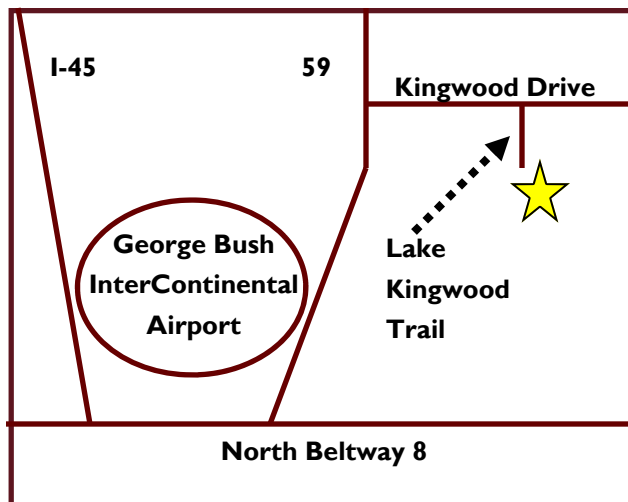 I-45
59
Kingwood Drive
George Bush
InterContinental
Airport
Lake
Kingwood
Trail
North Beltway 8